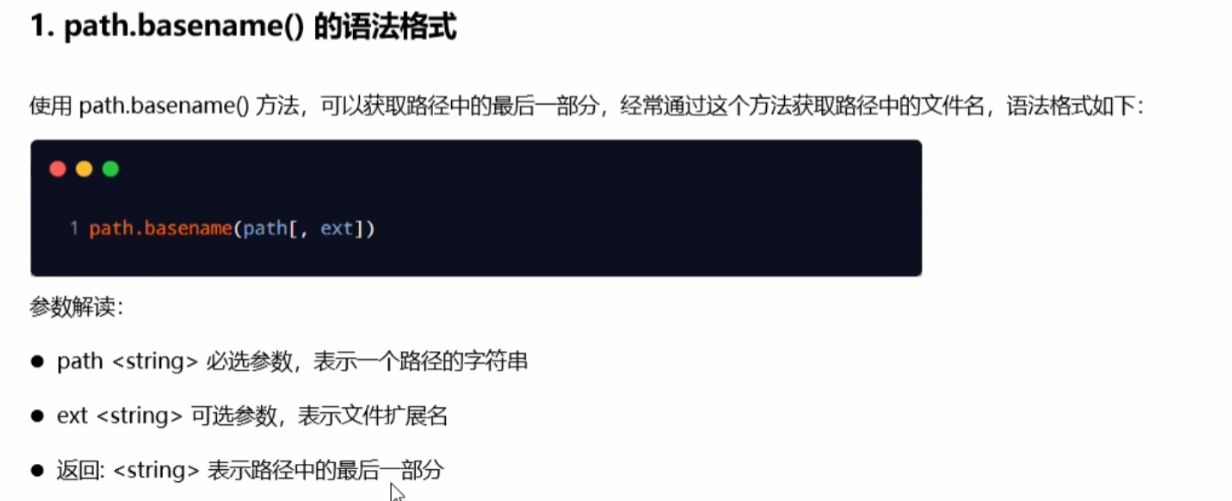 1. path.basename() 的语法格式
使用 path.basename() 方法，可以获取路径中的最后一部分，经常通过这个方法获取路径中的文件名，语法格式如下：
1 path.basename(path[, ext])
参数解读：
● path <string> 必选参数，表示一个路径的字符串
● ext <string> 可选参数，表示文件扩展名
● 返回: <string> 表示路径中的最后一部分